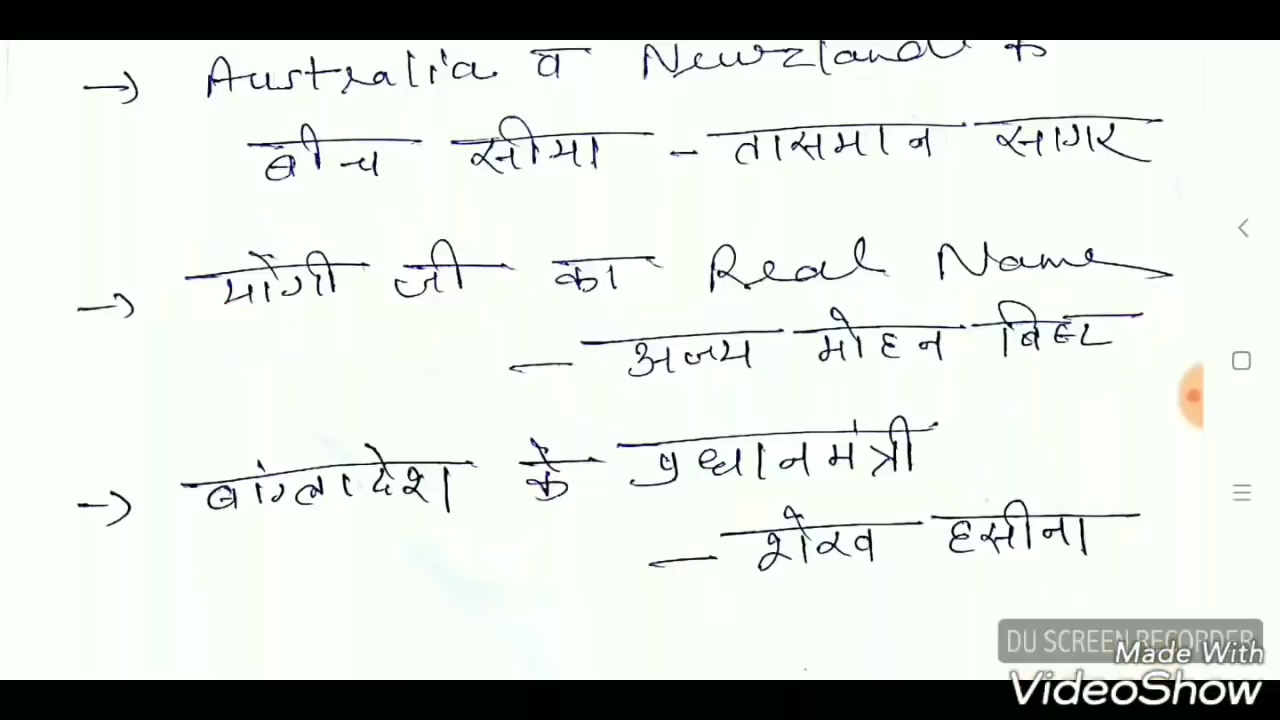 → Australia व Newzland के
बीच सीमा - तासमान सागर
→ योगी जी का Real Name
— अजय मोहन बिष्ट
→ बांग्लादेश के प्रधानमंत्री
— शेख हसीना
DU SCREEN RECORDER
Made With
VideoShow